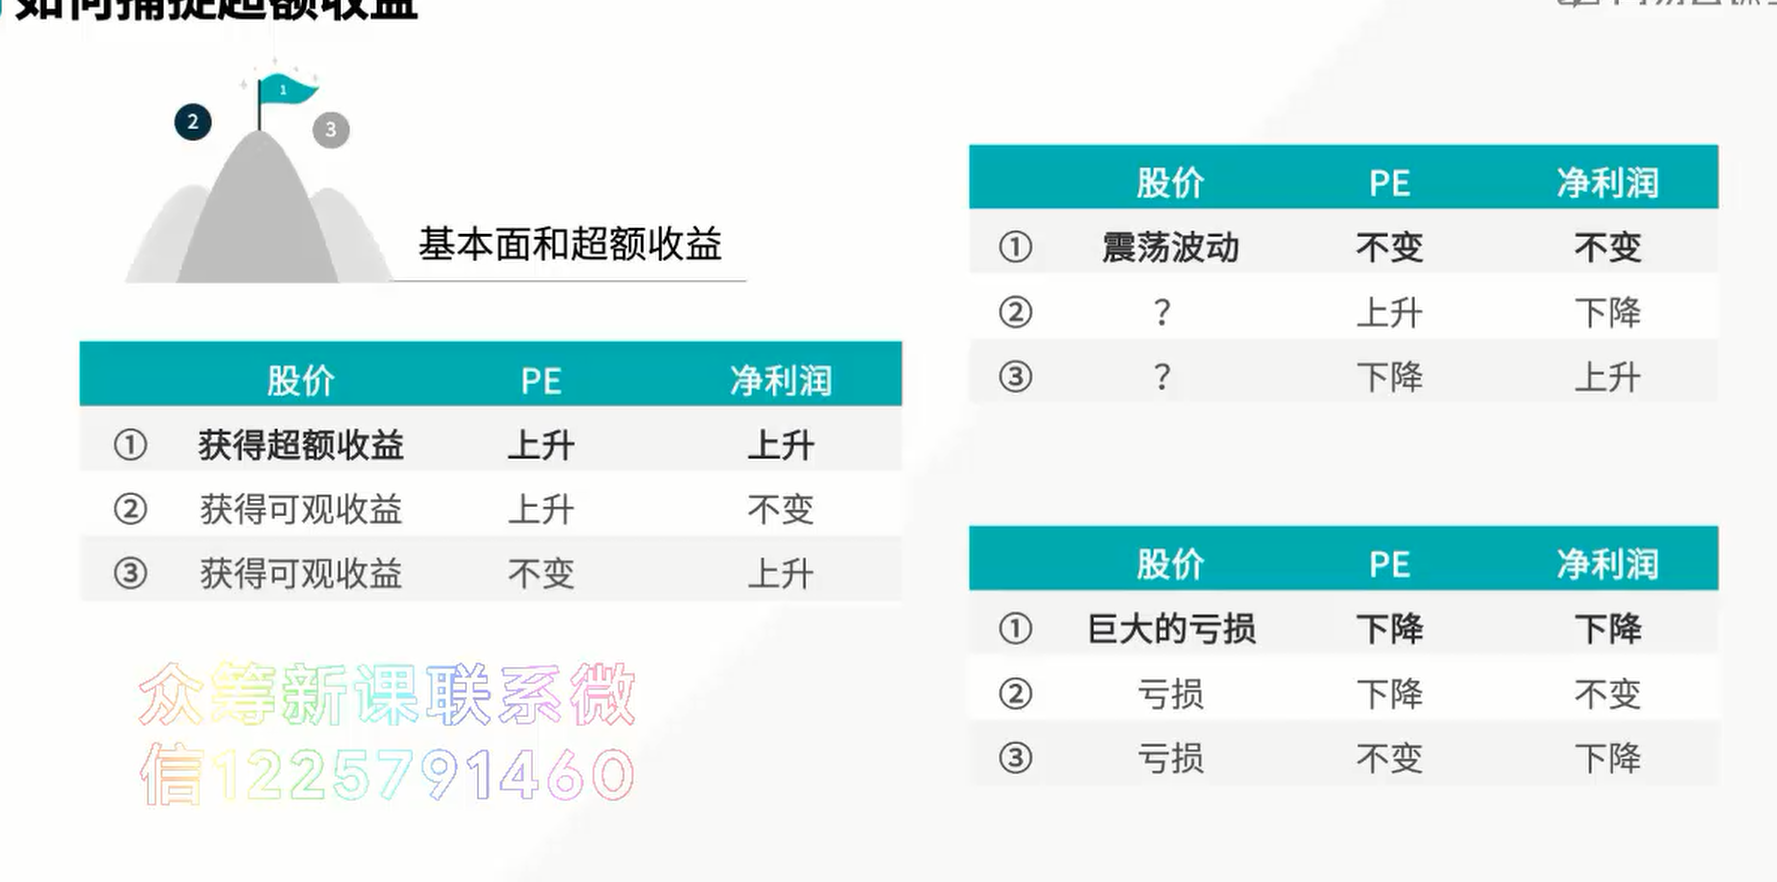 如何捕捉超额收益
1
2
3
基本面和超额收益
股价 PE 净利润
① 获得超额收益 上升 上升
② 获得可观收益 上升 不变
③ 获得可观收益 不变 上升
股价 PE 净利润
① 震荡波动 不变 不变
② ? 上升 下降
③ ? 下降 上升
股价 PE 净利润
① 巨大的亏损 下降 下降
② 亏损 下降 不变
③ 亏损 不变 下降
众筹新课联系微
信1225791460